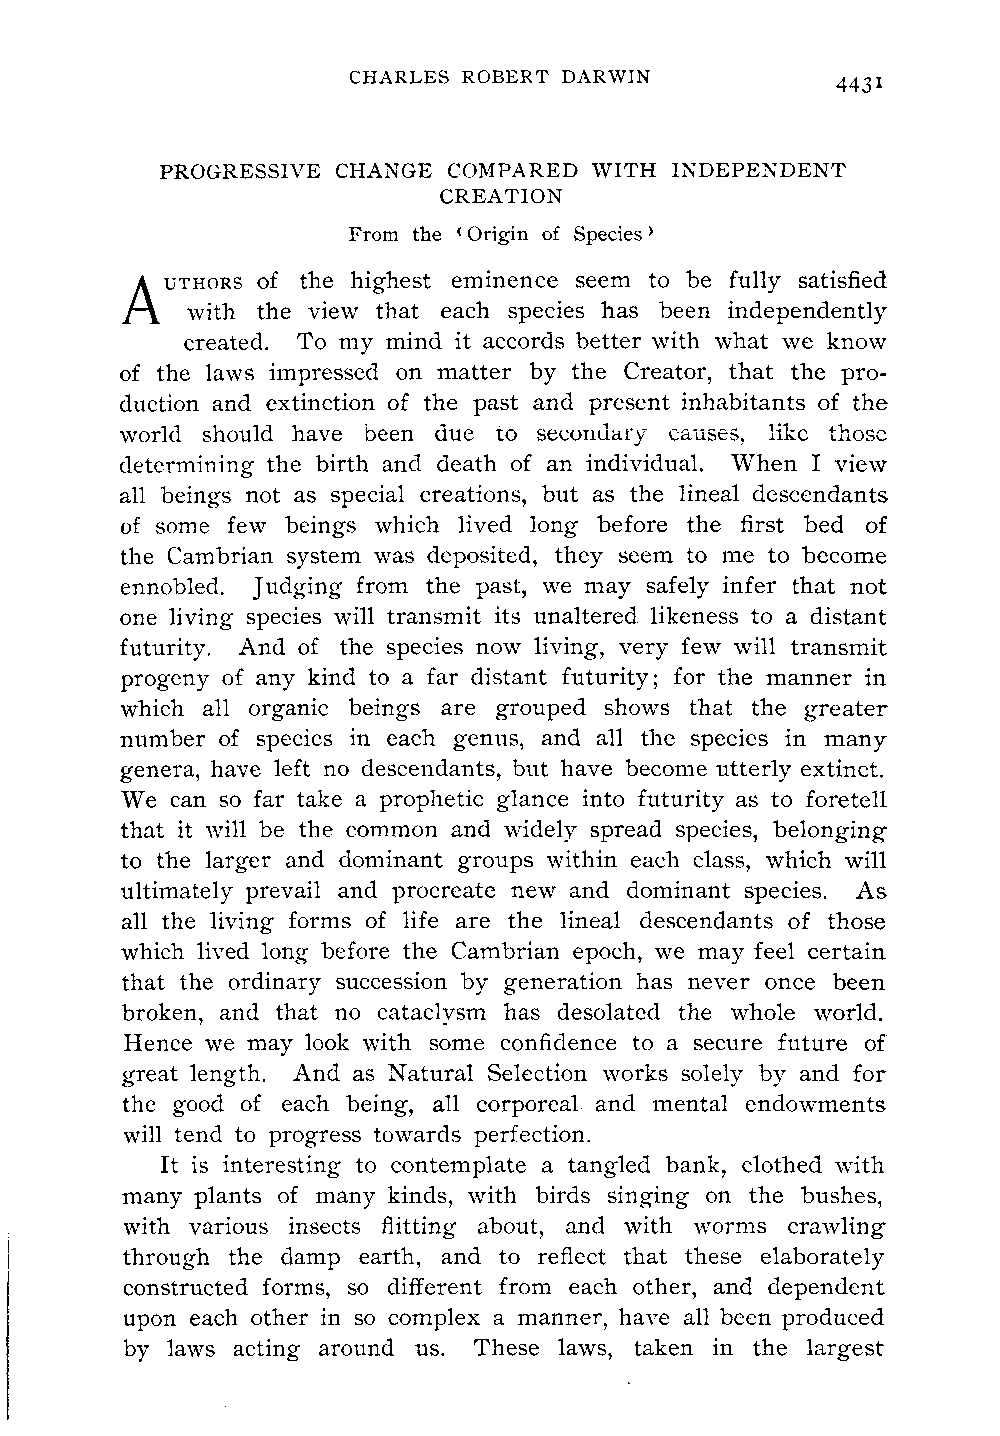 CHARLES ROBERT DARWIN 4431
PROGRESSIVE CHANGE COMPARED WITH INDEPENDENT
CREATION
From the ‘Origin of Species’
AUTHORS of the highest eminence seem to be fully satisfied
with the view that each species has been independently
created. To my mind it accords better with what we know
of the laws impressed on matter by the Creator, that the pro-
duction and extinction of the past and present inhabitants of the
world should have been due to secondary causes, like those
determining the birth and death of an individual. When I view
all beings not as special creations, but as the lineal descendants
of some few beings which lived long before the first bed of
the Cambrian system was deposited, they seem to me to become
ennobled. Judging from the past, we may safely infer that not
one living species will transmit its unaltered likeness to a distant
futurity. And of the species now living, very few will transmit
progeny of any kind to a far distant futurity; for the manner in
which all organic beings are grouped shows that the greater
number of species in each genus, and all the species in many
genera, have left no descendants, but have become utterly extinct.
We can so far take a prophetic glance into futurity as to foretell
that it will be the common and widely spread species, belonging
to the larger and dominant groups within each class, which will
ultimately prevail and procreate new and dominant species. As
all the living forms of life are the lineal descendants of those
which lived long before the Cambrian epoch, we may feel certain
that the ordinary succession by generation has never once been
broken, and that no cataclysm has desolated the whole world.
Hence we may look with some confidence to a secure future of
great length. And as Natural Selection works solely by and for
the good of each being, all corporeal and mental endowments
will tend to progress towards perfection.
It is interesting to contemplate a tangled bank, clothed with
many plants of many kinds, with birds singing on the bushes,
with various insects flitting about, and with worms crawling
through the damp earth, and to reflect that these elaborately
constructed forms, so different from each other, and dependent
upon each other in so complex a manner, have all been produced
by laws acting around us. These laws, taken in the largest